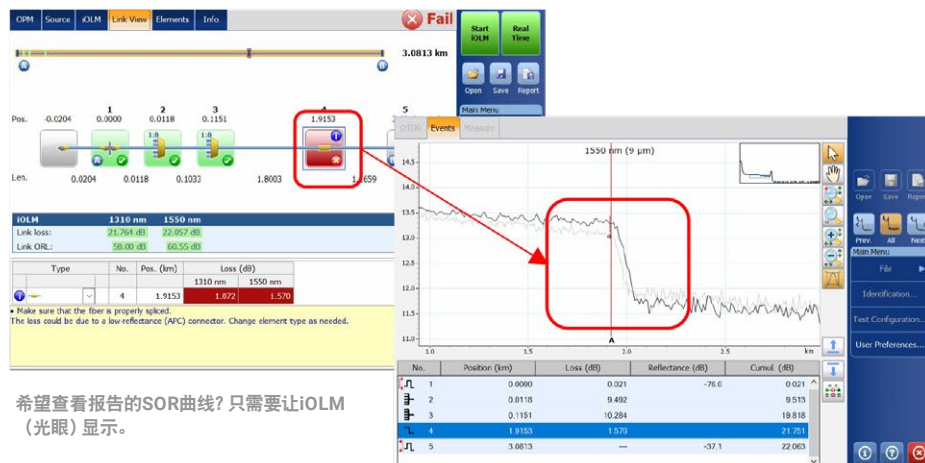 OPM Source iOLM Link View Elements Info
Fail
Start iOLM
Real Time
3.0813 km
A
B
Open Save Report
Main Menu
1 2 3 4 5
Pos. -0.0204 0.0000 0.0118 0.1151 1.9153
1:8 1:8
Len. 0.0204 0.0118 0.1033 1.8003
iOLM 1310 nm 1550 nm
Link loss: 21.764 dB 22.057 dB
Link ORL: 58.00 dB 60.55 dB
Type No. Pos. (km) Loss (dB)
1310 nm 1550 nm
4 1.9153 1.872 1.570
• Make sure that the fiber is properly spliced.
The loss could be due to a low-reflectance (APC) connector. Change element type as needed.
希望查看报告的SOR曲线? 只需要让iOLM
（光眼）显示。
OTDR Events Measure
1550 nm (9 µm)
14.5
14.0
13.5
13.0
12.5
12.0
11.5
11.0
A
1.0 1.5 2.0 2.5 km
No. Position (km) Loss (dB) Reflectance (dB) Cumul. (dB)
1 0.0000 0.021 -76.0 0.021
2 0.0118 9.492 9.513
3 0.1151 10.284 19.818
4 1.9153 1.570 21.751
5 3.0813 --- -37.1 22.063
Open Save Report
Prev. All Next
Main Menu
File
Identification...
Test Configuration...
User Preferences...